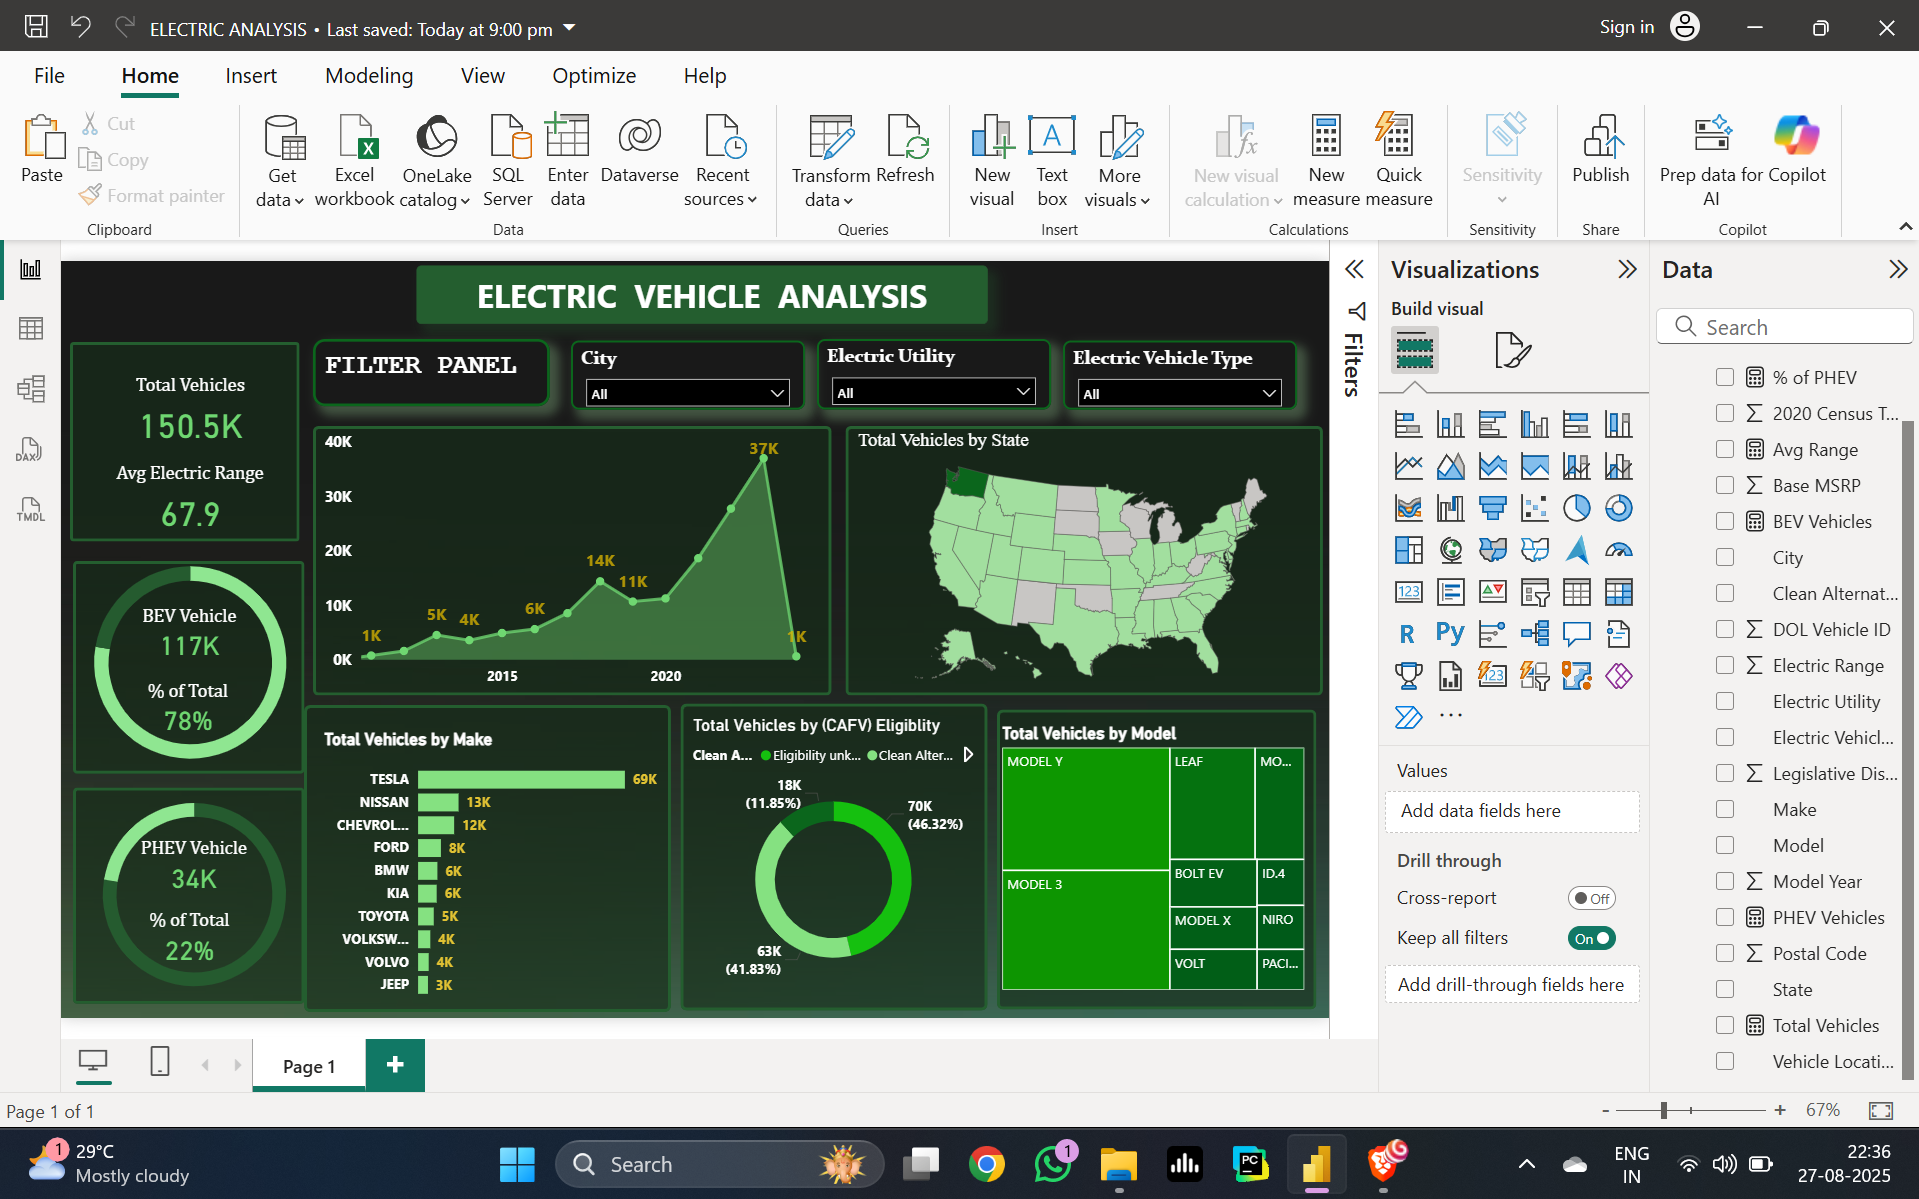 ELECTRIC ANALYSIS • Last saved: Today at 9:00 pm
Sign in
File Home Insert Modeling View Optimize Help
Paste
Cut
Copy
Format painter
Clipboard
Get data
Excel workbook
OneLake catalog
SQL Server
Enter data
Dataverse
Recent sources
Data
Transform data
Refresh
Queries
New visual
A
Text box
More visuals
Insert
New visual calculation
New measure
Quick measure
Calculations
Sensitivity
Sensitivity
Publish
Share
Prep data for AI
Copilot
Copilot
DAX
TMDL
ELECTRIC VEHICLE ANALYSIS
Total Vehicles
150.5K
Avg Electric Range
67.9
FILTER PANEL
City
All
Electric Utility
All
Electric Vehicle Type
All
BEV Vehicle
117K
% of Total
78%
PHEV Vehicle
34K
% of Total
22%
40K
30K
20K
10K
0K
1K
5K
4K
6K
14K
11K
37K
1K
2015
2020
Total Vehicles by State
Total Vehicles by Make
TESLA 69K
NISSAN 13K
CHEVROL... 12K
FORD 8K
BMW 6K
KIA 6K
TOYOTA 5K
VOLKSW... 4K
VOLVO 4K
JEEP 3K
Total Vehicles by (CAFV) Eligiblity
Clean A... Eligibility unk... Clean Alter...
18K
(11.85%)
70K
(46.32%)
63K
(41.83%)
Total Vehicles by Model
MODEL Y
MODEL 3
LEAF
MO...
BOLT EV
ID.4
MODEL X
NIRO
VOLT
PACI...
Filters
Visualizations
Build visual
123
R
Py
123
Values
Add data fields here
Drill through
Cross-report
Off
Keep all filters
On
Add drill-through fields here
Data
Search
% of PHEV
2020 Census T...
Avg Range
Base MSRP
BEV Vehicles
City
Clean Alternat...
DOL Vehicle ID
Electric Range
Electric Utility
Electric Vehicl...
Legislative Dis...
Make
Model
Model Year
PHEV Vehicles
Postal Code
State
Total Vehicles
Vehicle Locati...
Page 1
+
Page 1 of 1
- + 67%
1
29°C
Mostly cloudy
Search
1
PC
ENG
IN
22:36
27-08-2025